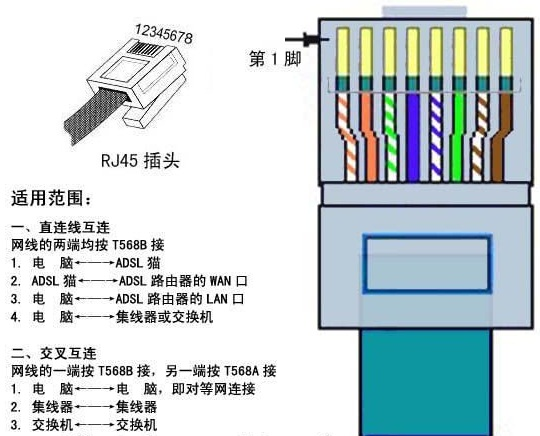 12345678
第1脚
RJ45 插头
适用范围：
一、直连线互连
网线的两端均按 T568B 接
1. 电 脑←——→ADSL 猫
2. ADSL 猫←——→ADSL 路由器的 WAN 口
3. 电 脑←——→ADSL 路由器的 LAN 口
4. 电 脑←——→集线器或交换机
二、交叉互连
网线的一端按 T568B 接，另一端按 T568A 接
1. 电 脑←——→电 脑，即对等网连接
2. 集线器←——→集线器
3. 交换机←——→交换机